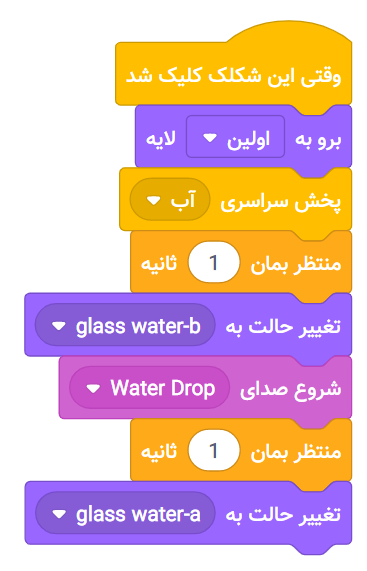 وقتی این شکلک کلیک شد
برو به اولین لایه
پخش سراسری آب
منتظر بمان 1 ثانیه
تغییر حالت به glass water-b
شروع صدای Water Drop
منتظر بمان 1 ثانیه
تغییر حالت به glass water-a